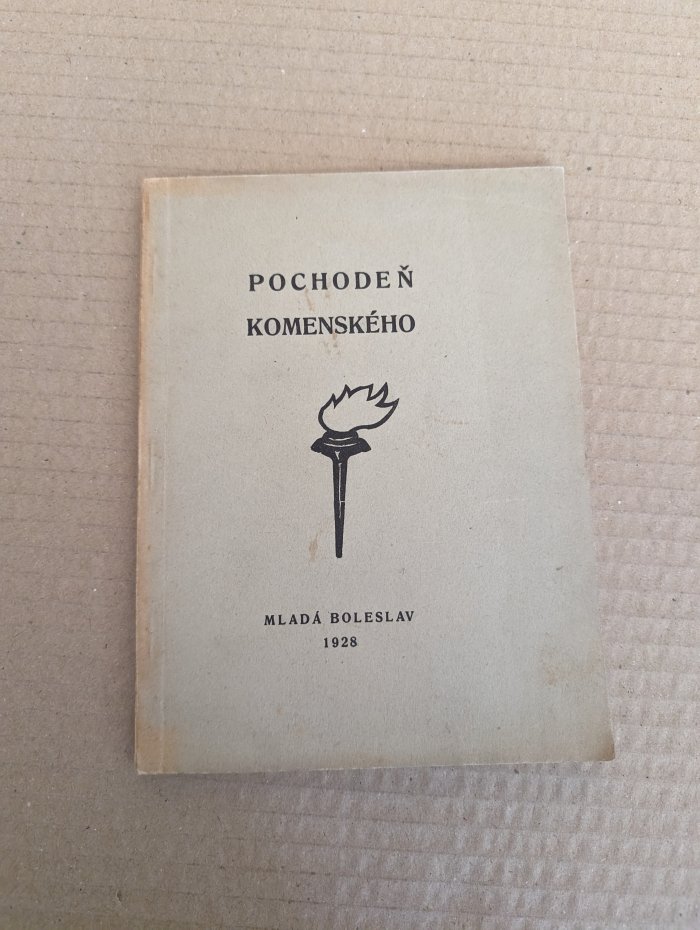 POCHODEŇ
KOMENSKÉHO
MLADÁ BOLESLAV
1928